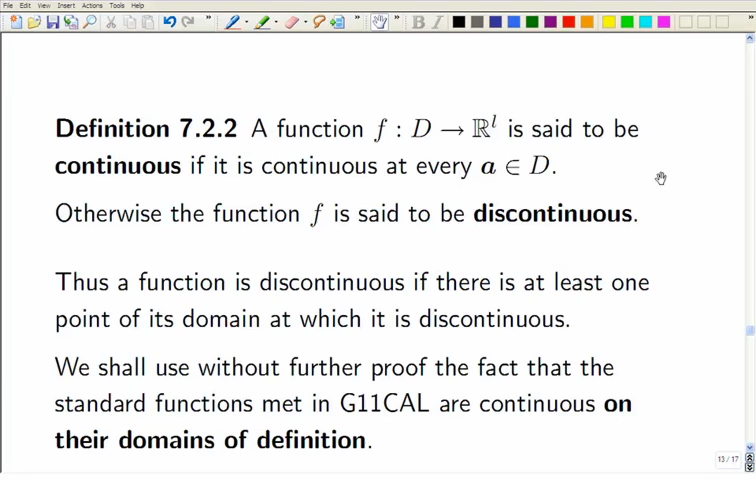 File Edit View Insert Actions Tools Help
Definition 7.2.2 A function f : D → ℝˡ is said to be
continuous if it is continuous at every a ∈ D.
Otherwise the function f is said to be discontinuous.
Thus a function is discontinuous if there is at least one
point of its domain at which it is discontinuous.
We shall use without further proof the fact that the
standard functions met in G11CAL are continuous on
their domains of definition.
13 / 17